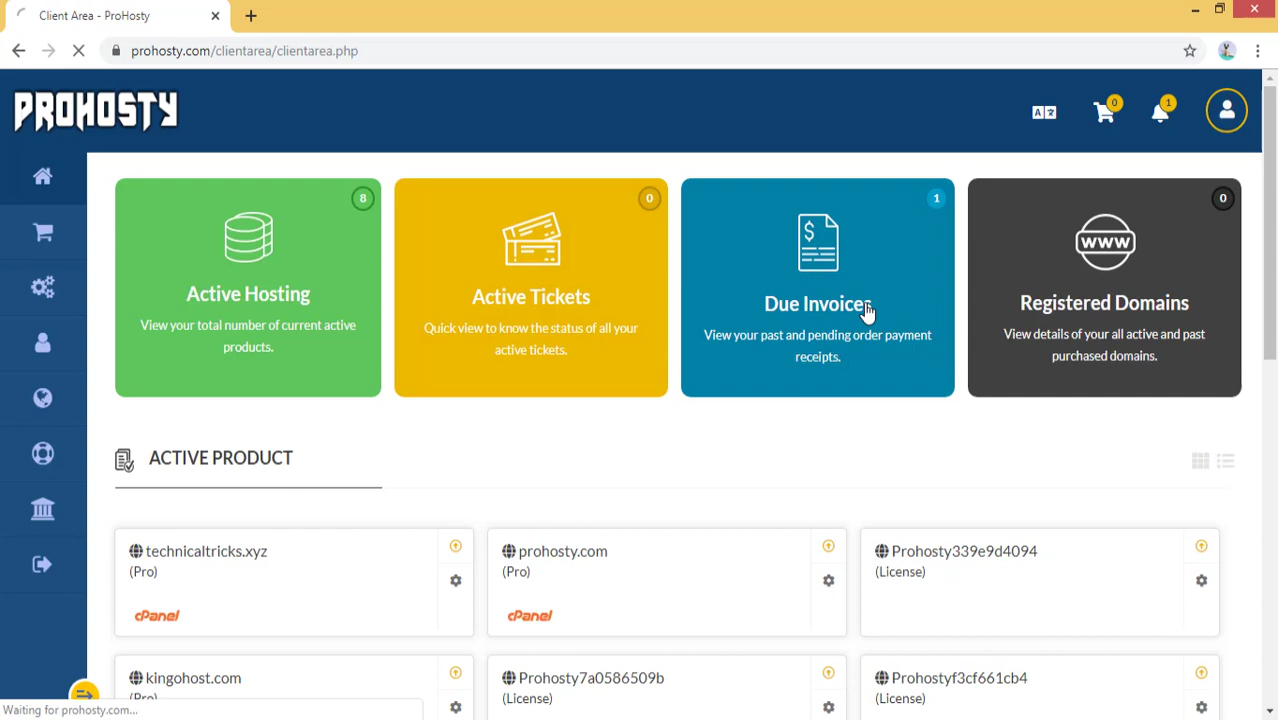 Client Area - ProHosty
prohosty.com/clientarea/clientarea.php
PROHOSTY
A
0
1
8
Active Hosting
View your total number of current active
products.
0
Active Tickets
Quick view to know the status of all your
active tickets.
1
$
Due Invoices
View your past and pending order payment
receipts.
0
WWW
Registered Domains
View details of your all active and past
purchased domains.
ACTIVE PRODUCT
technicaltricks.xyz
(Pro)
cPanel
prohosty.com
(Pro)
cPanel
Prohosty339e9d4094
(License)
kingohost.com
(Pro)
Prohosty7a0586509b
(License)
Prohostyf3cf661cb4
(License)
Waiting for prohosty.com...